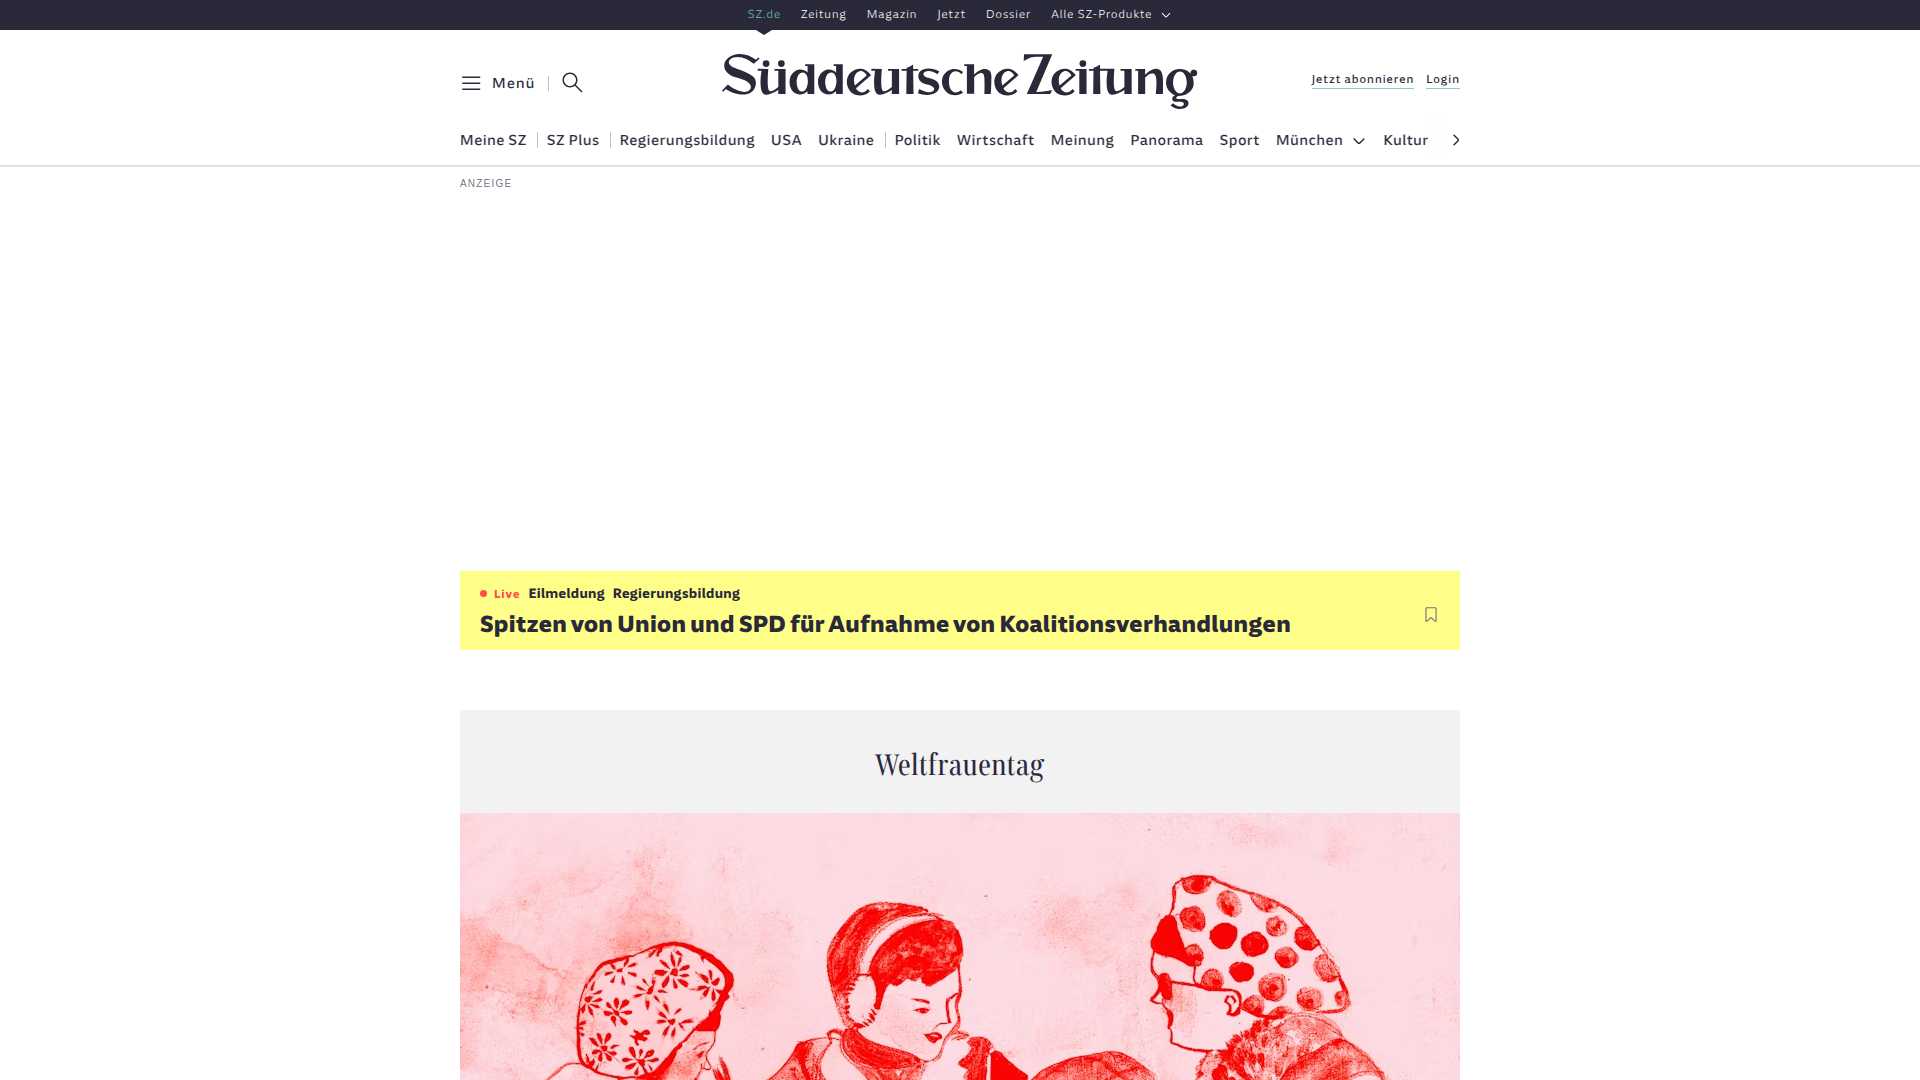 SZ.de Zeitung Magazin Jetzt Dossier Alle SZ-Produkte
Menü
Süddeutsche Zeitung
Jetzt abonnieren Login
Meine SZ SZ Plus Regierungsbildung USA Ukraine Politik Wirtschaft Meinung Panorama Sport München Kultur
ANZEIGE
Live Eilmeldung Regierungsbildung
Spitzen von Union und SPD für Aufnahme von Koalitionsverhandlungen
Weltfrauentag